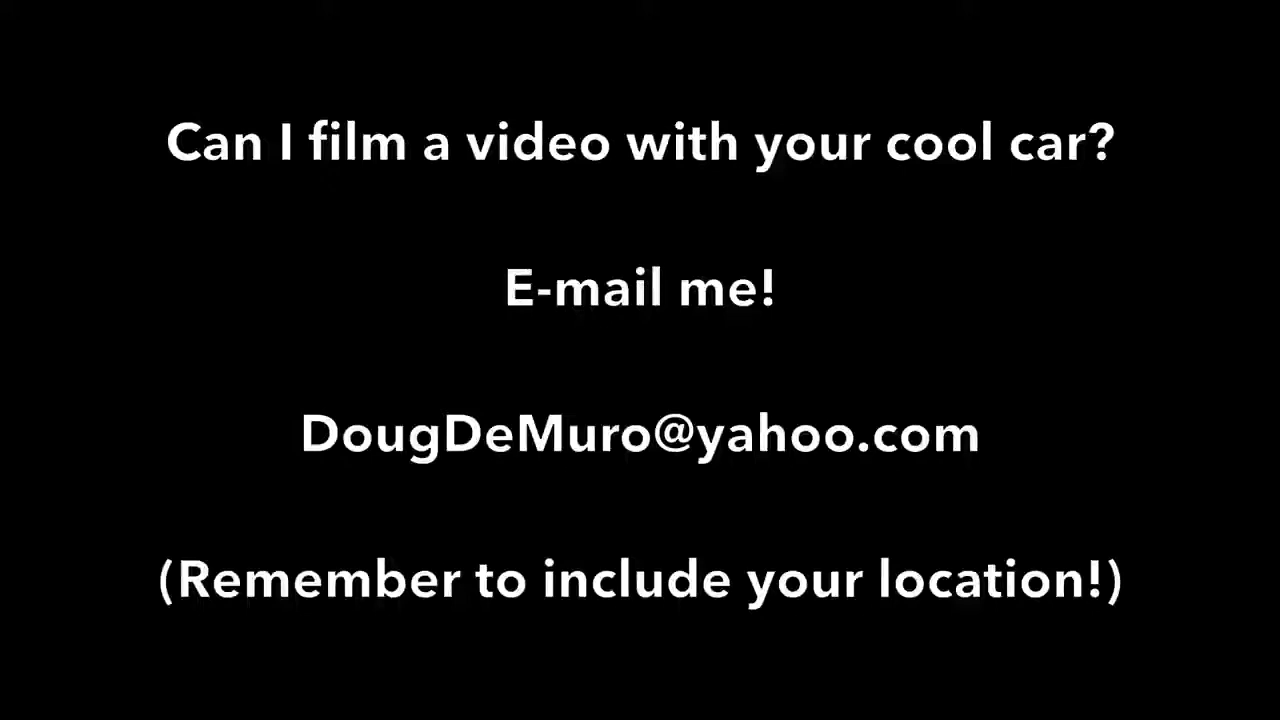 Can I film a video with your cool car?
E-mail me!
DougDeMuro@yahoo.com
(Remember to include your location!)